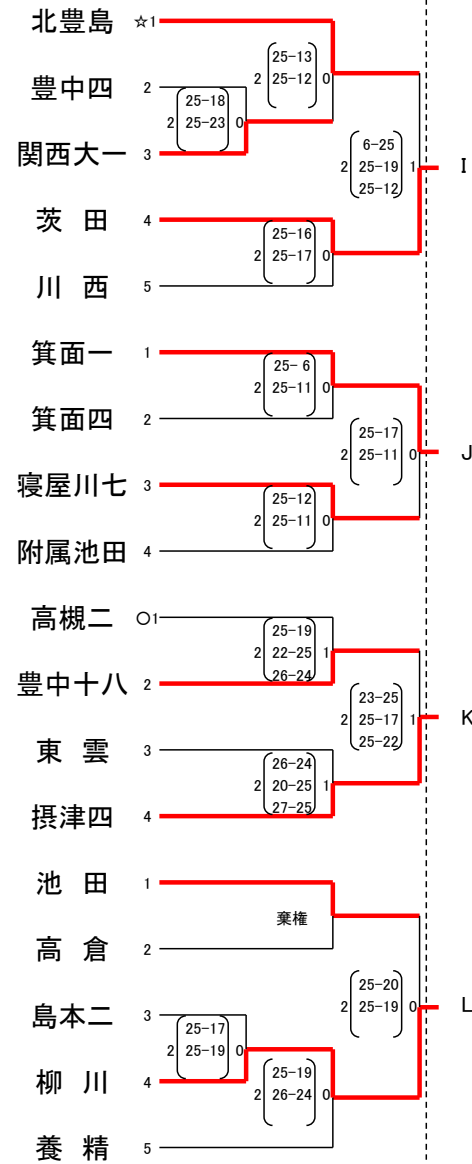 北豊島 ☆1
25-13
2 25-12 0
豊中四 2
25-18
2 25-23 0
関西大一 3
6-25
2 25-19 1
25-12
I
茨田 4
25-16
2 25-17 0
川西 5
箕面一 1
25- 6
2 25-11 0
箕面四 2
25-17
2 25-11 0
J
寝屋川七 3
25-12
2 25-11 0
附属池田 4
高槻二 ○1
25-19
2 22-25 1
26-24
豊中十八 2
23-25
2 25-17 1
25-22
K
東雲 3
26-24
2 20-25 1
27-25
摂津四 4
池田 1
棄権
高倉 2
25-20
2 25-19 0
L
島本二 3
25-17
2 25-19 0
柳川 4
25-19
2 26-24 0
養精 5